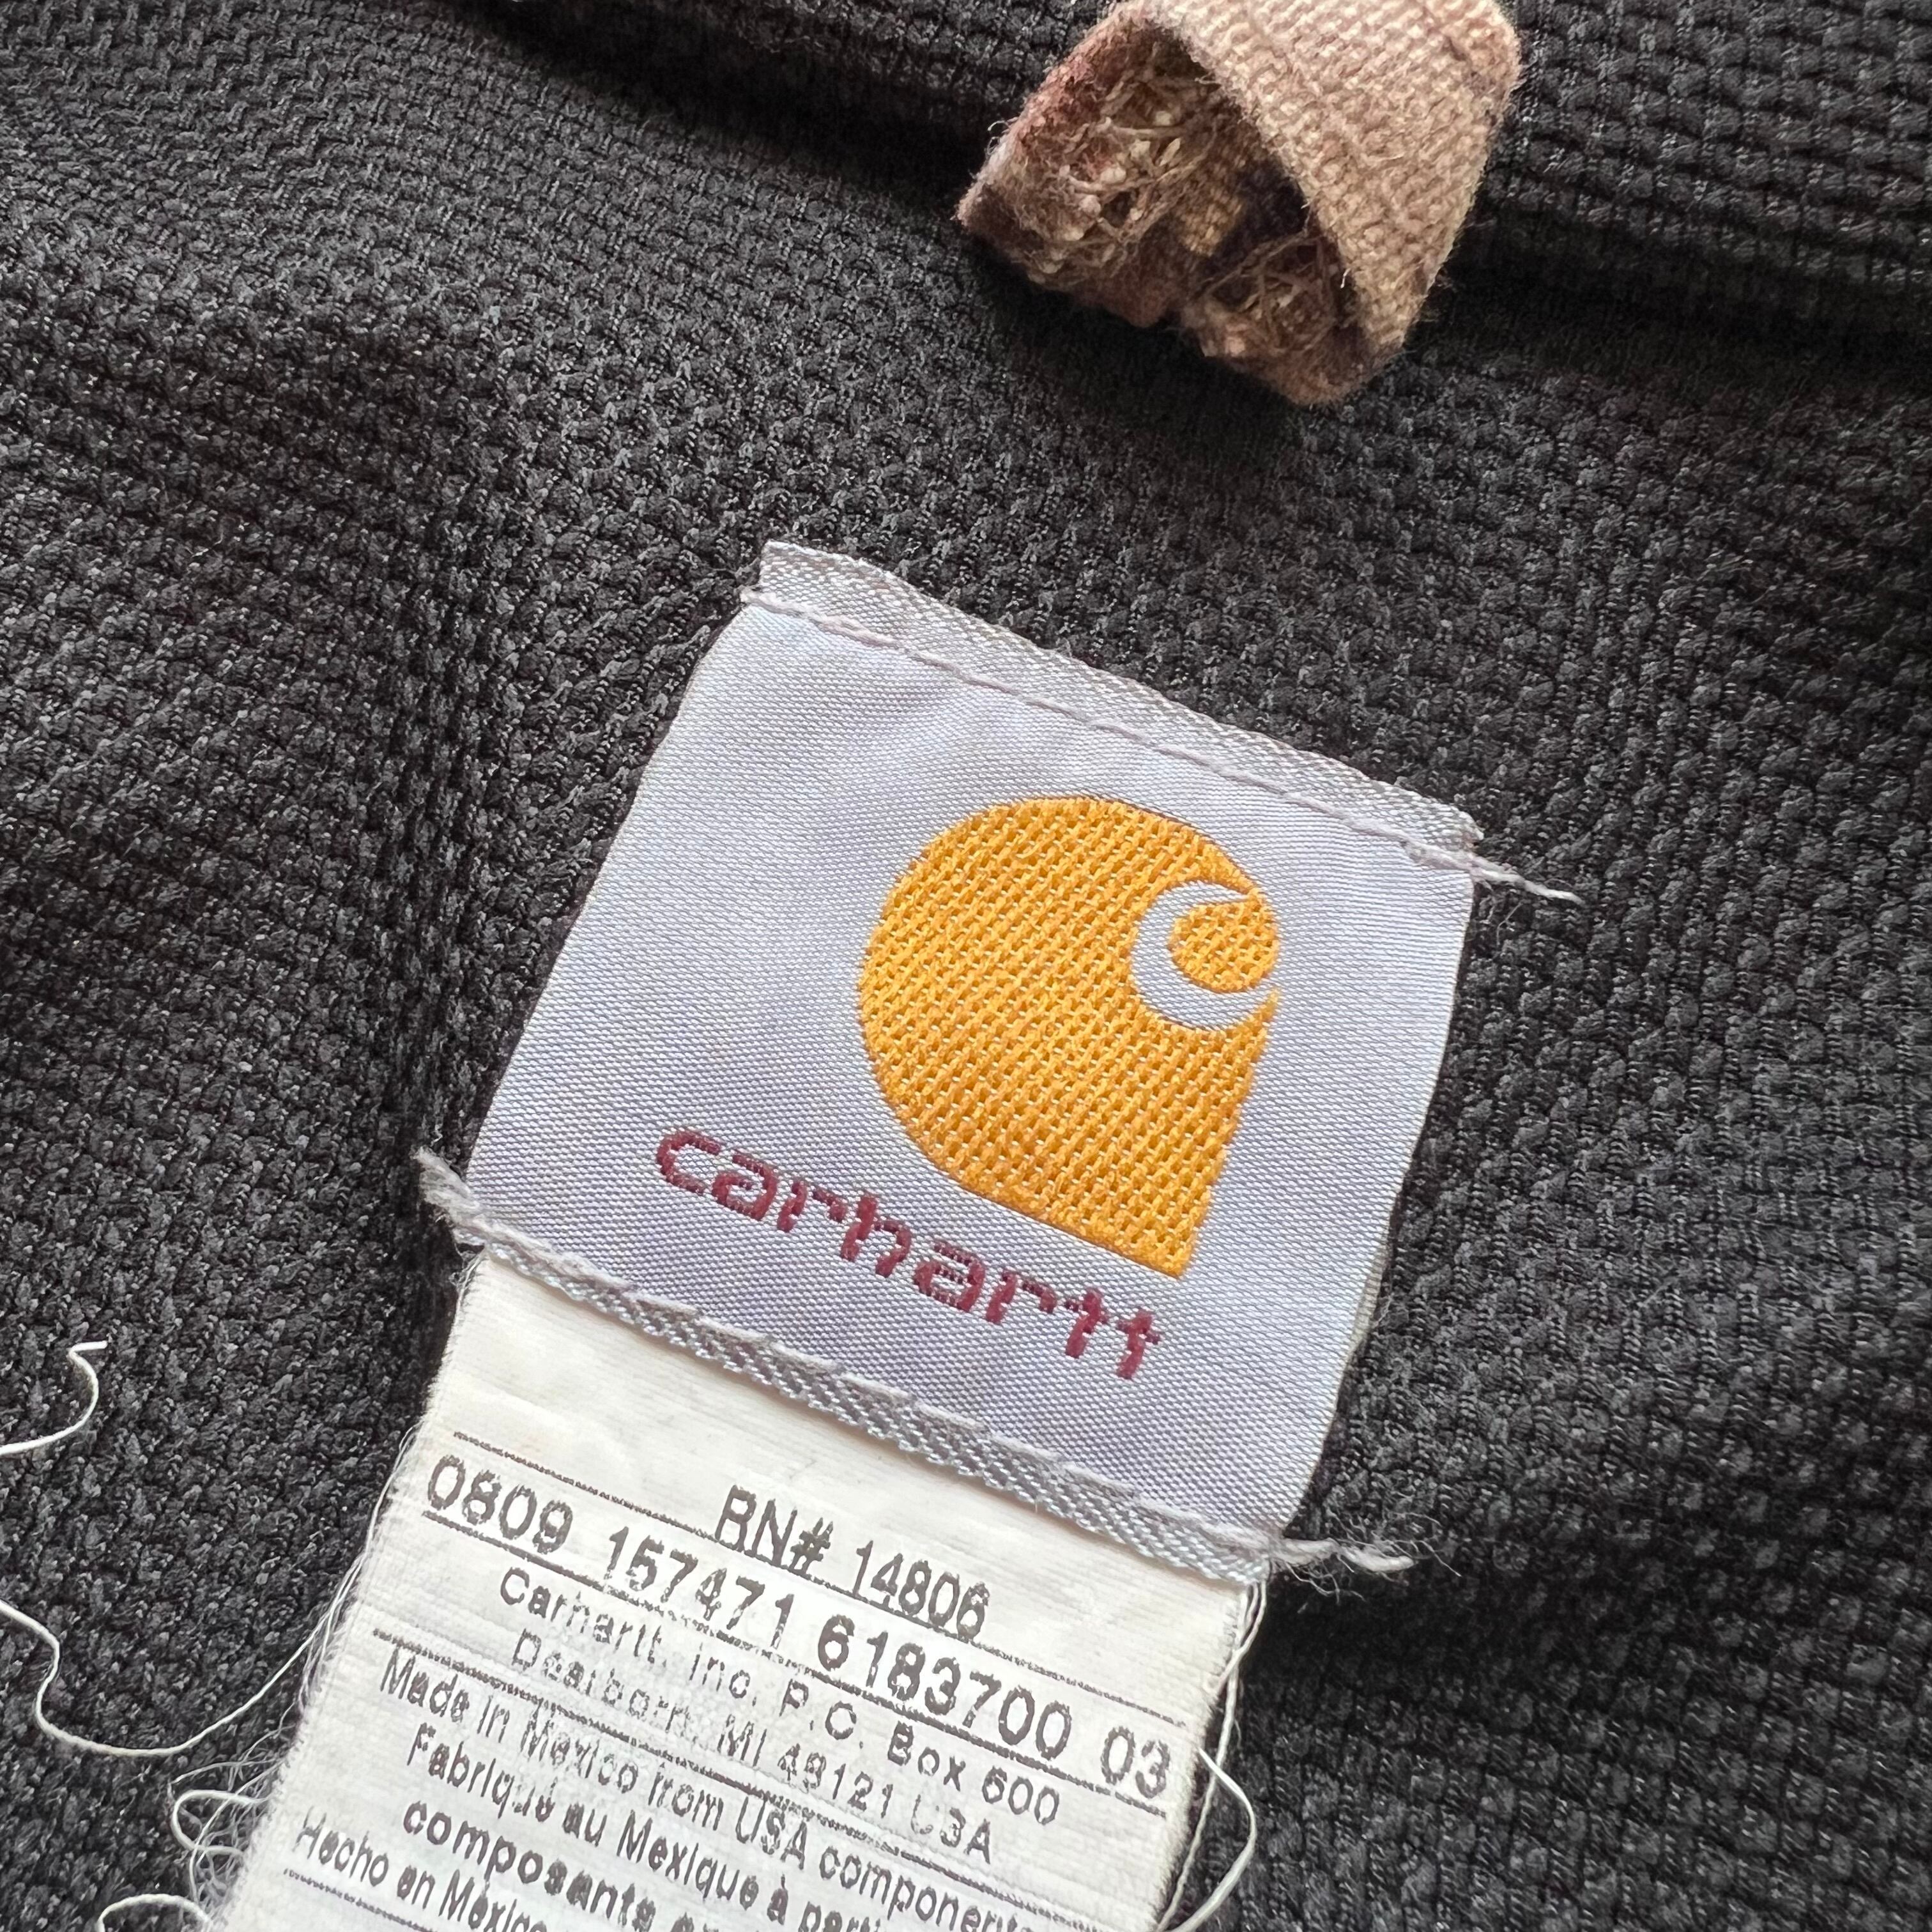 carhartt
RN# 14806
0809 157471 6183700 03
Carhartt, Inc. P.O. Box 600
Dearborn, MI 48121 USA
Made in Mexico from USA components
Fabriqué au Mexique à parti
composants
Hecho en México